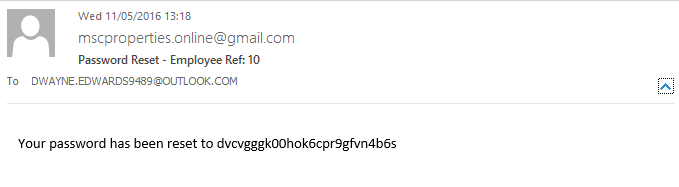 Wed 11/05/2016 13:18
mscproperties.online@gmail.com
Password Reset - Employee Ref: 10
To DWAYNE.EDWARDS9489@OUTLOOK.COM
Your password has been reset to dvcvgggk00hok6cpr9gfvn4b6s